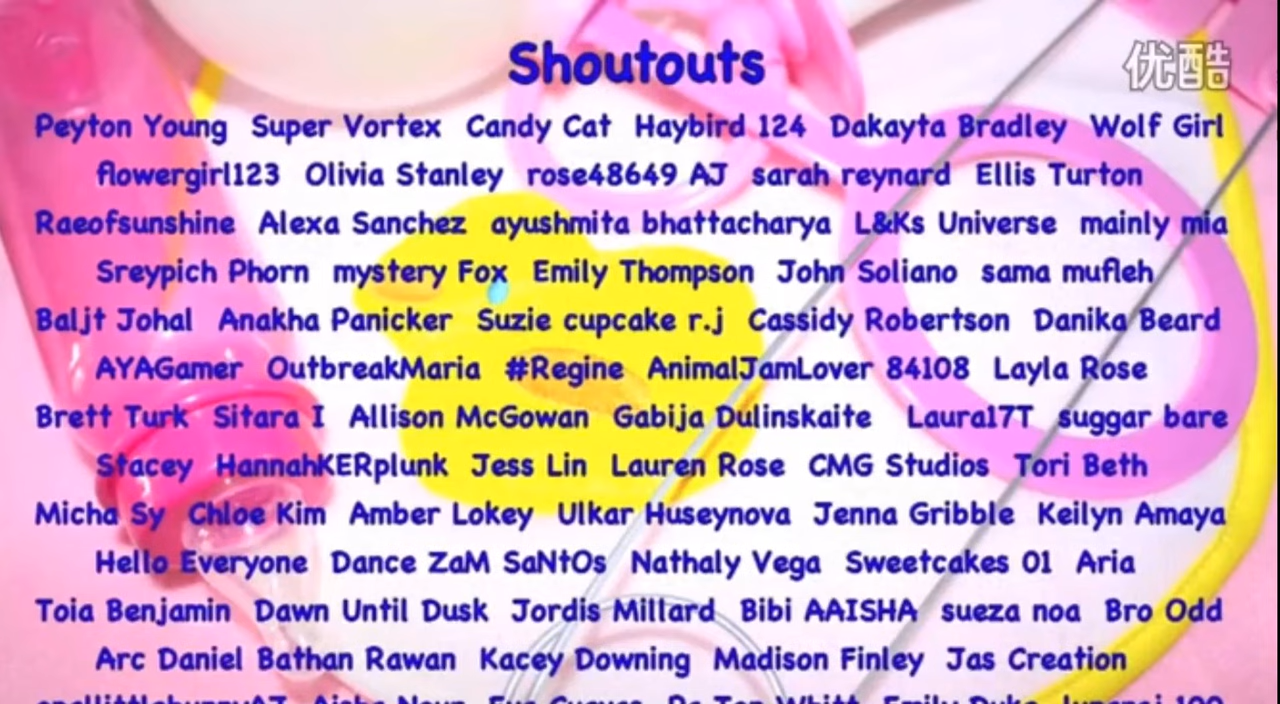 Shoutouts
优酷
Peyton Young Super Vortex Candy Cat Haybird 124 Dakayta Bradley Wolf Girl
flowergirl123 Olivia Stanley rose48649 AJ sarah reynard Ellis Turton
Raeofsunshine Alexa Sanchez ayushmita bhattacharya L&Ks Universe mainly mia
Sreypich Phorn mystery Fox Emily Thompson John Soliano sama mufleh
Baljt Johal Anakha Panicker Suzie cupcake r.j Cassidy Robertson Danika Beard
AYAGamer OutbreakMaria #Regine AnimalJamLover 84108 Layla Rose
Brett Turk Sitara I Allison McGowan Gabija Dulinskaite Laura17T suggar bare
Stacey HannahKERplunk Jess Lin Lauren Rose CMG Studios Tori Beth
Micha Sy Chloe Kim Amber Lokey Ulkar Huseynova Jenna Gribble Keilyn Amaya
Hello Everyone Dance ZaM SaNtOs Nathaly Vega Sweetcakes 01 Aria
Toia Benjamin Dawn Until Dusk Jordis Millard Bibi AAISHA sueza noa Bro Odd
Arc Daniel Bathan Rawan Kacey Downing Madison Finley Jas Creation